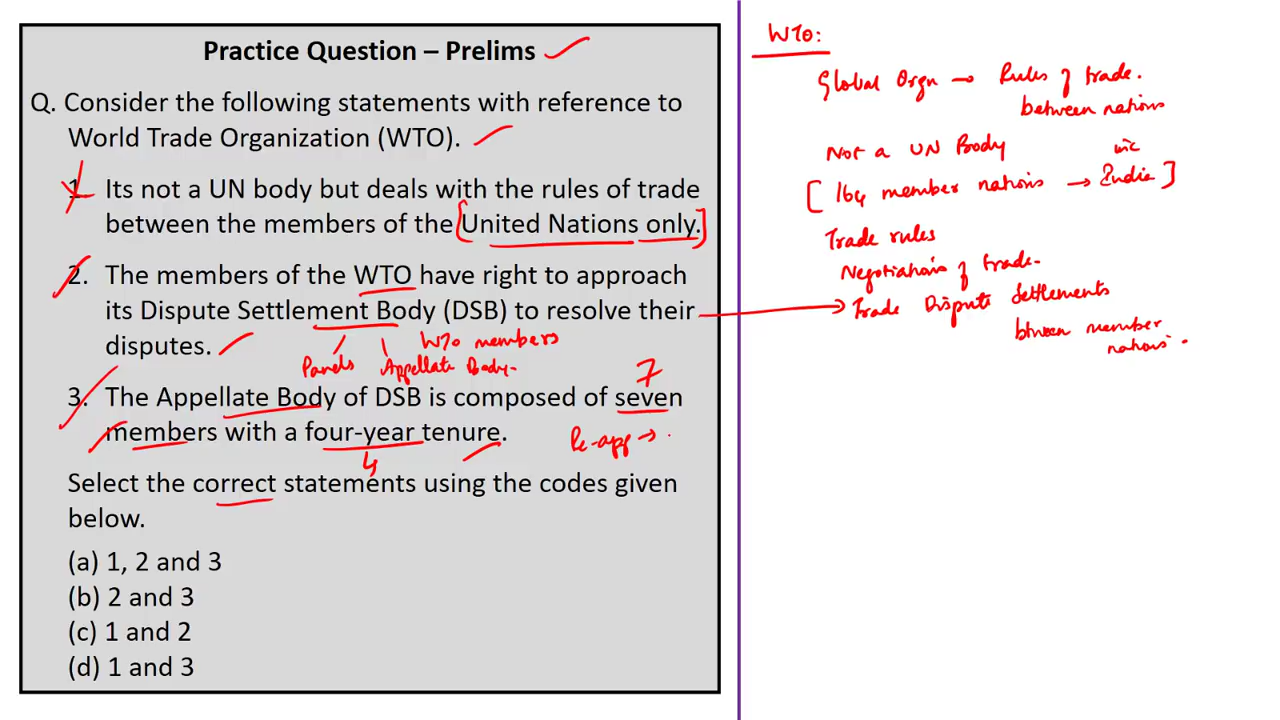 Practice Question – Prelims
Q. Consider the following statements with reference to
World Trade Organization (WTO).
1. Its not a UN body but deals with the rules of trade
between the members of the United Nations only.
2. The members of the WTO have right to approach
its Dispute Settlement Body (DSB) to resolve their
disputes.
WTO members
Panels Appellate Body.
7
3. The Appellate Body of DSB is composed of seven
members with a four-year tenure.
Re-app →
4
Select the correct statements using the codes given
below.
(a) 1, 2 and 3
(b) 2 and 3
(c) 1 and 2
(d) 1 and 3
WTO:
Global Orgn → Rules of trade.
between nations
Not a UN Body
[164 member nations → India]
Trade rules
Negotiations of trade.
Trade Dispute Settlements
btween member
nations.